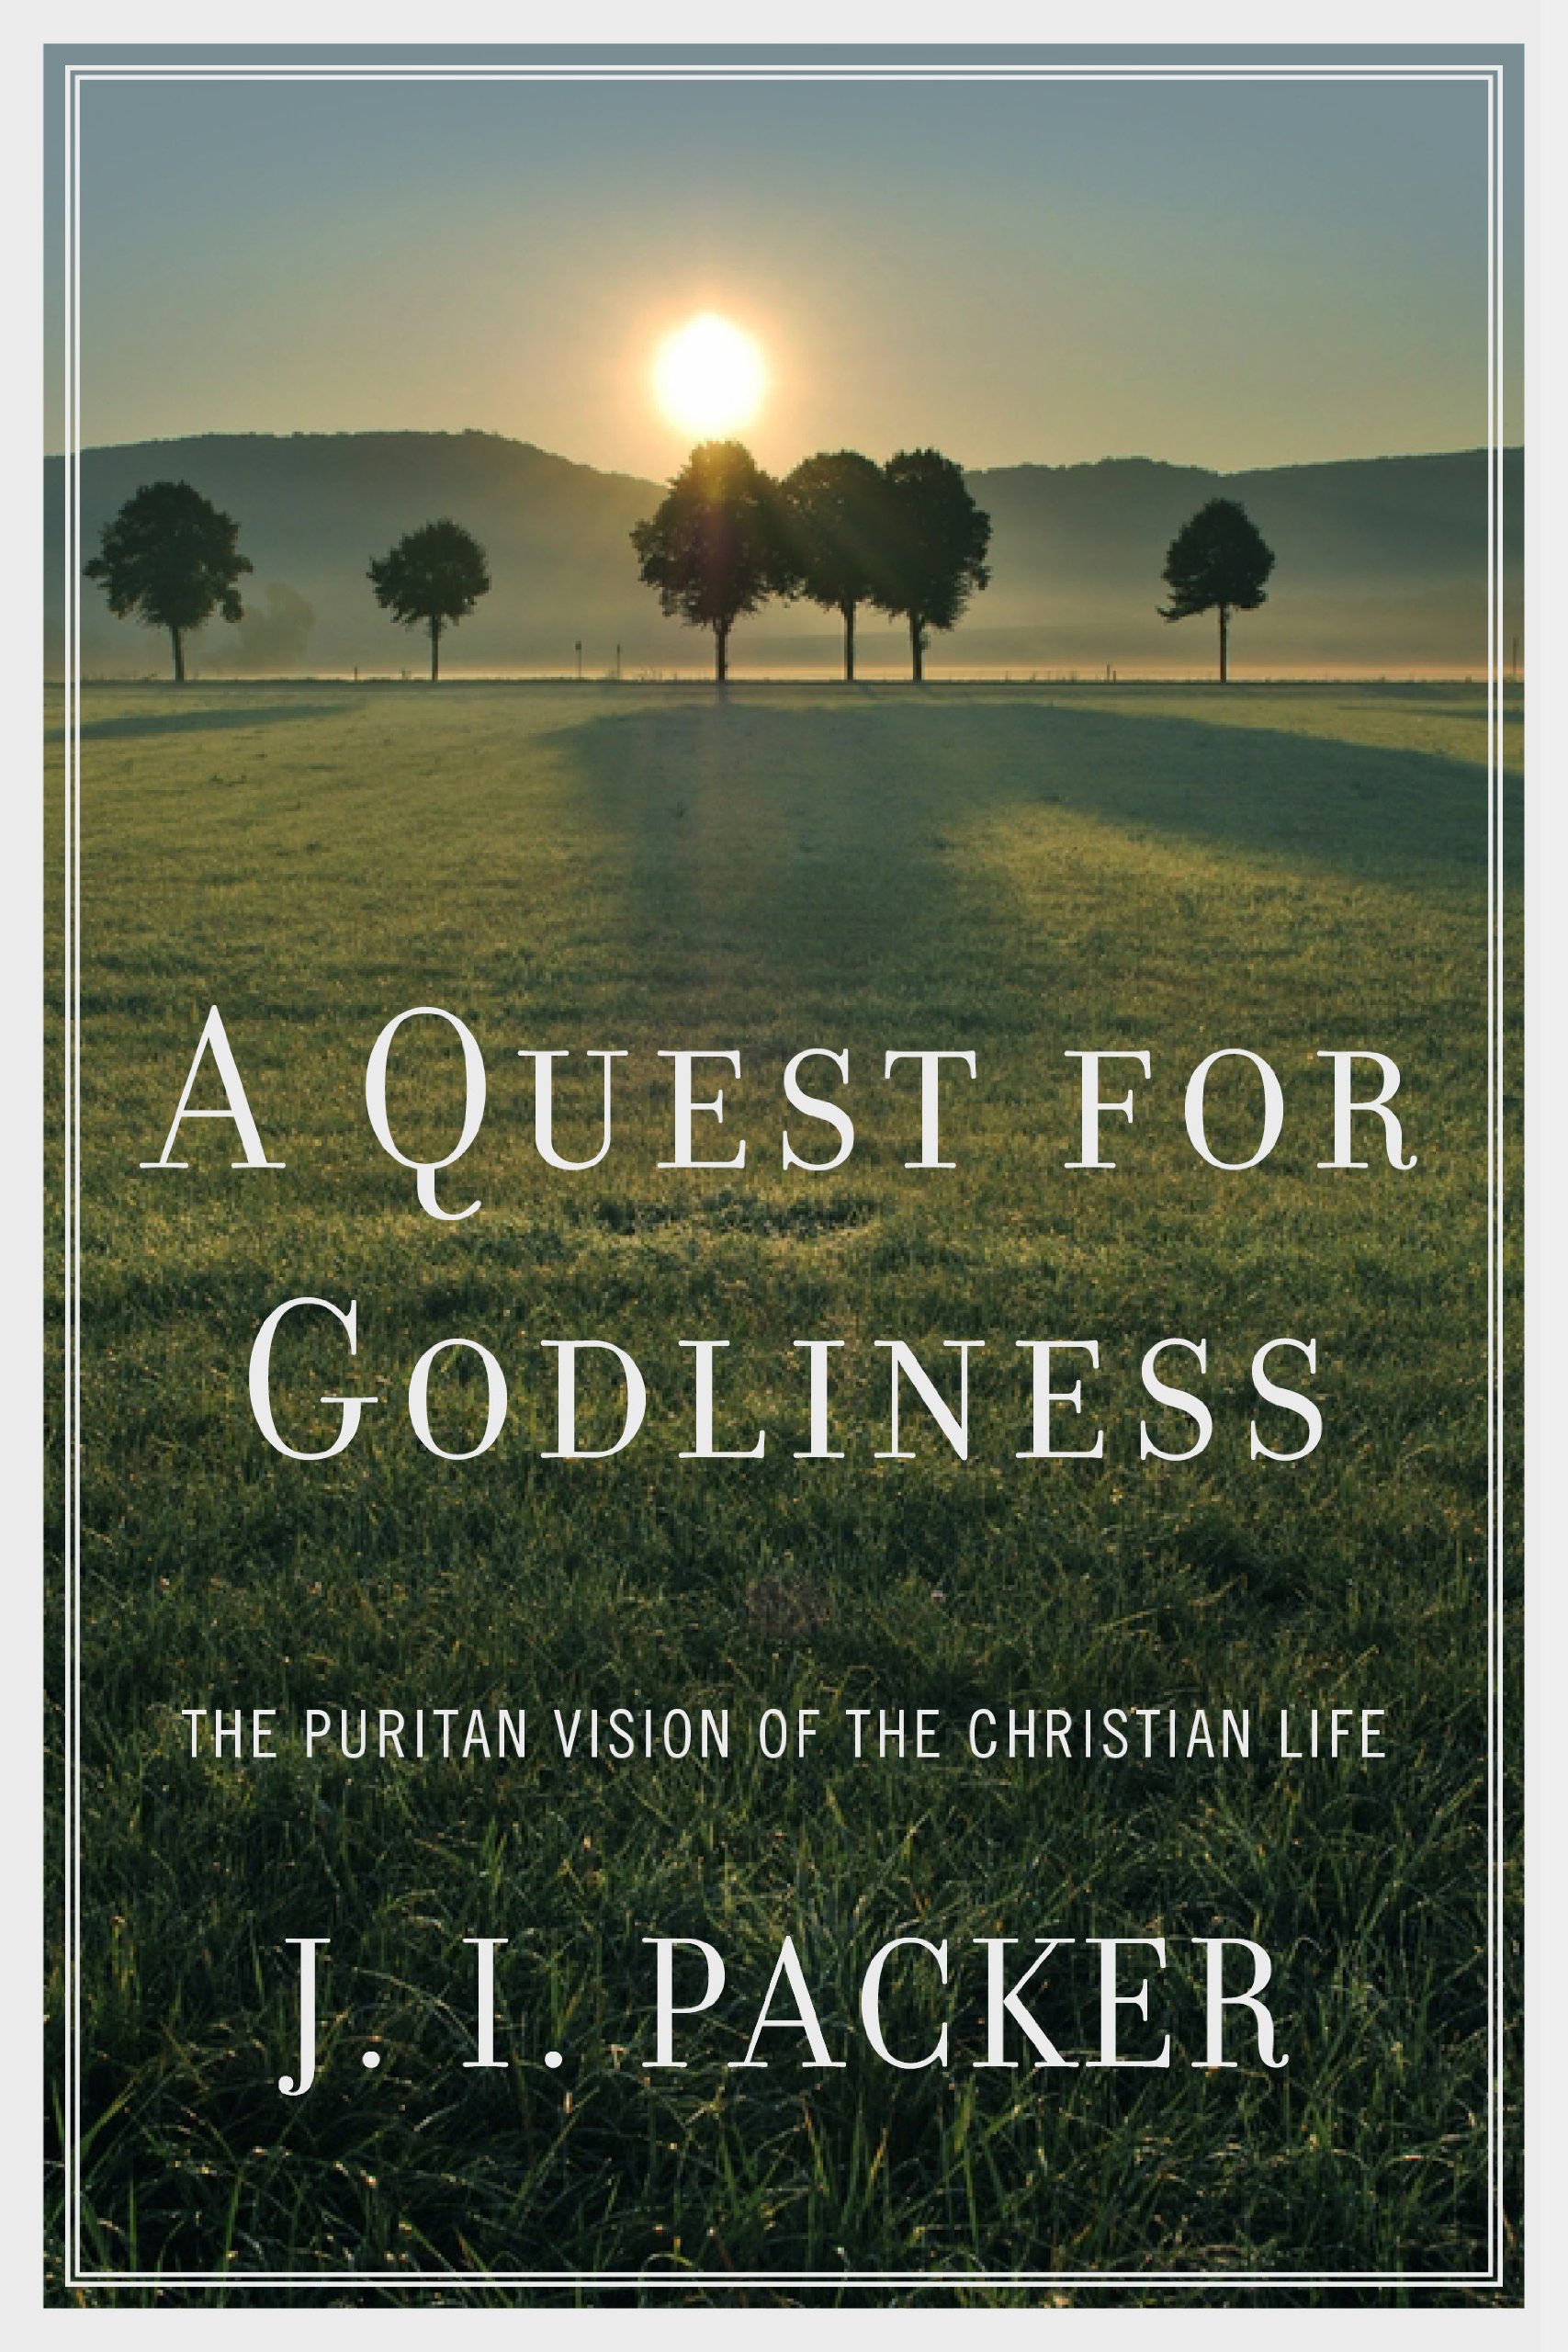 A Quest for
Godliness
THE PURITAN VISION OF THE CHRISTIAN LIFE
J. I. PACKER